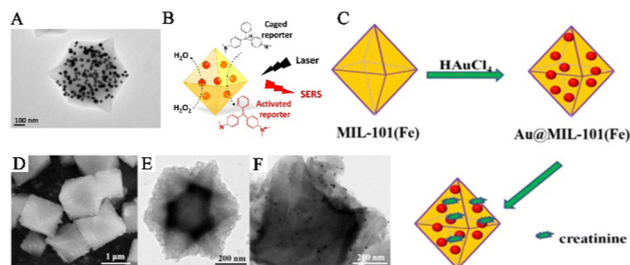 A
100 nm
B
Caged
reporter
H
N
N
H₂O
Laser
SERS
H₂O₂
Activated
reporter
N
N
C
HAuCl₄
MIL-101(Fe)
Au@MIL-101(Fe)
creatinine
D
1 μm
E
200 nm
F
200 nm